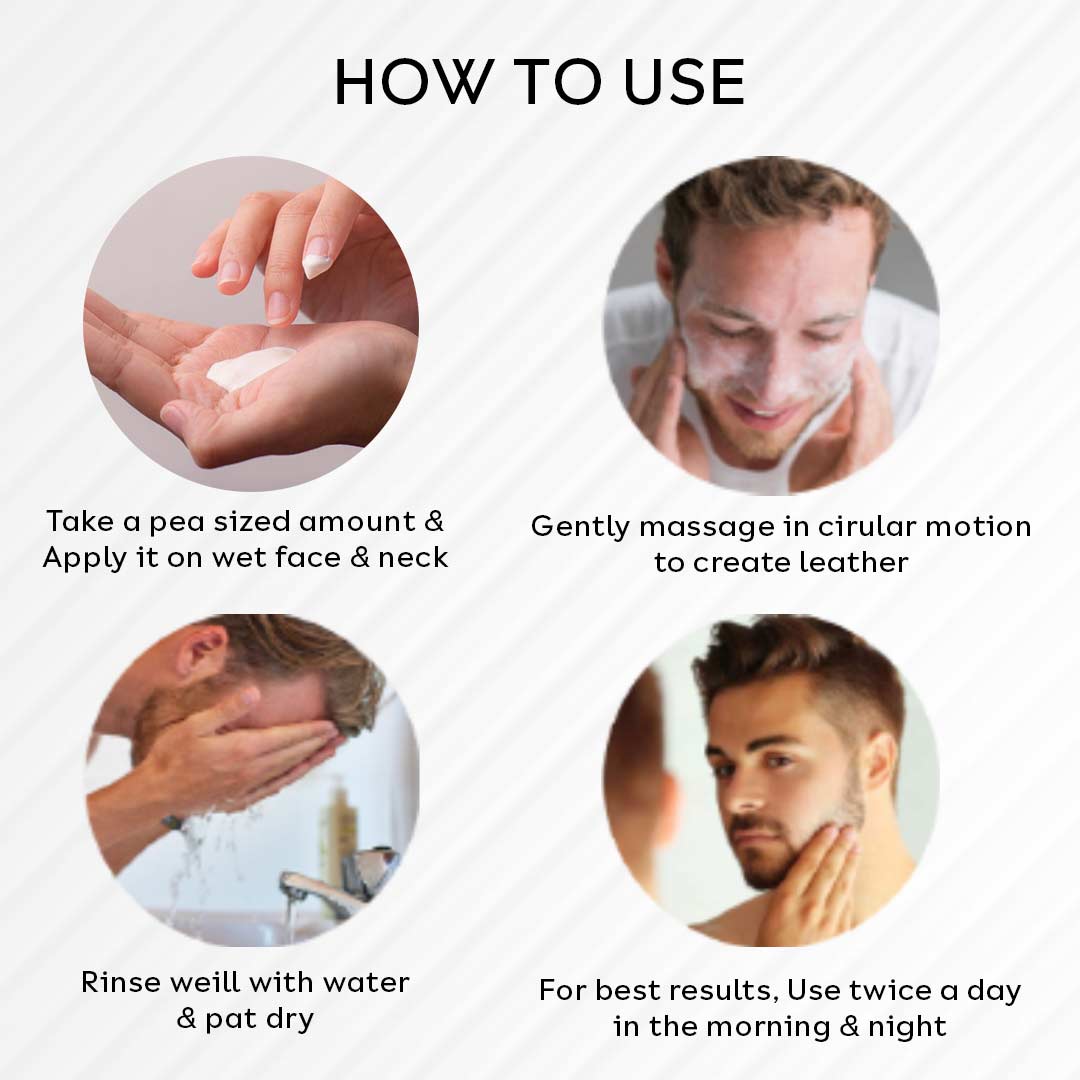 HOW TO USE
Take a pea sized amount &
Apply it on wet face & neck
Gently massage in cirular motion
to create leather
Rinse weill with water
& pat dry
For best results, Use twice a day
in the morning & night